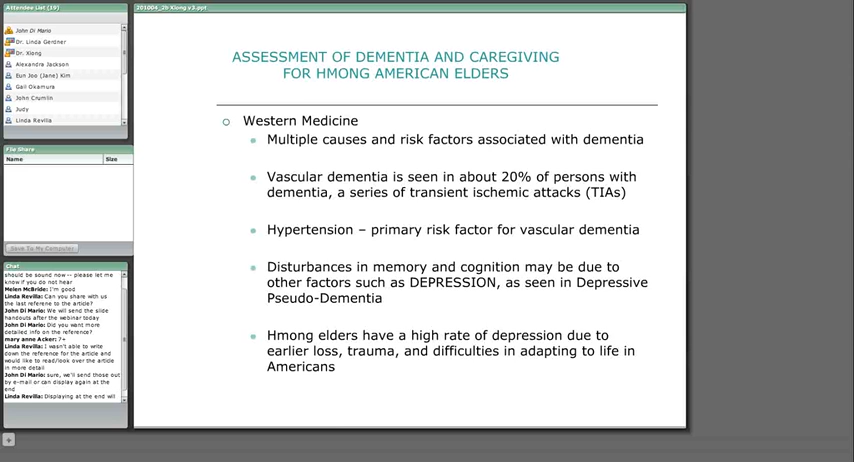 Attendee List (19)
John Di Mario
Dr. Linda Gerdner
Dr. Xiong
Alexandra Jackson
Eun Joo (Jane) Kim
Gail Okamura
John Crumlin
Judy
Linda Revilla
File Share
Name Size
Save To My Computer
Chat
should be sound now-- please let me
know if you do not hear
Melen McBride: I'm good
Linda Revilla: Can you share with us
the last reference to the article?
John Di Mario: We will send the slide
handouts after the webinar today
John Di Mario: Did you want more
detailed info on the reference?
mary anne Acker: 7+
Linda Revilla: I wasn't able to write
down the reference for the article and
would like to read/look over the article
in more detail
John Di Mario: sure, we'll send those out
by e-mail or can display again at the
end
Linda Revilla: Displaying at the end will
201004_2b Xiong v3.ppt
ASSESSMENT OF DEMENTIA AND CAREGIVING
FOR HMONG AMERICAN ELDERS
Western Medicine
Multiple causes and risk factors associated with dementia
Vascular dementia is seen in about 20% of persons with
dementia, a series of transient ischemic attacks (TIAs)
Hypertension – primary risk factor for vascular dementia
Disturbances in memory and cognition may be due to
other factors such as DEPRESSION, as seen in Depressive
Pseudo-Dementia
Hmong elders have a high rate of depression due to
earlier loss, trauma, and difficulties in adapting to life in
Americans